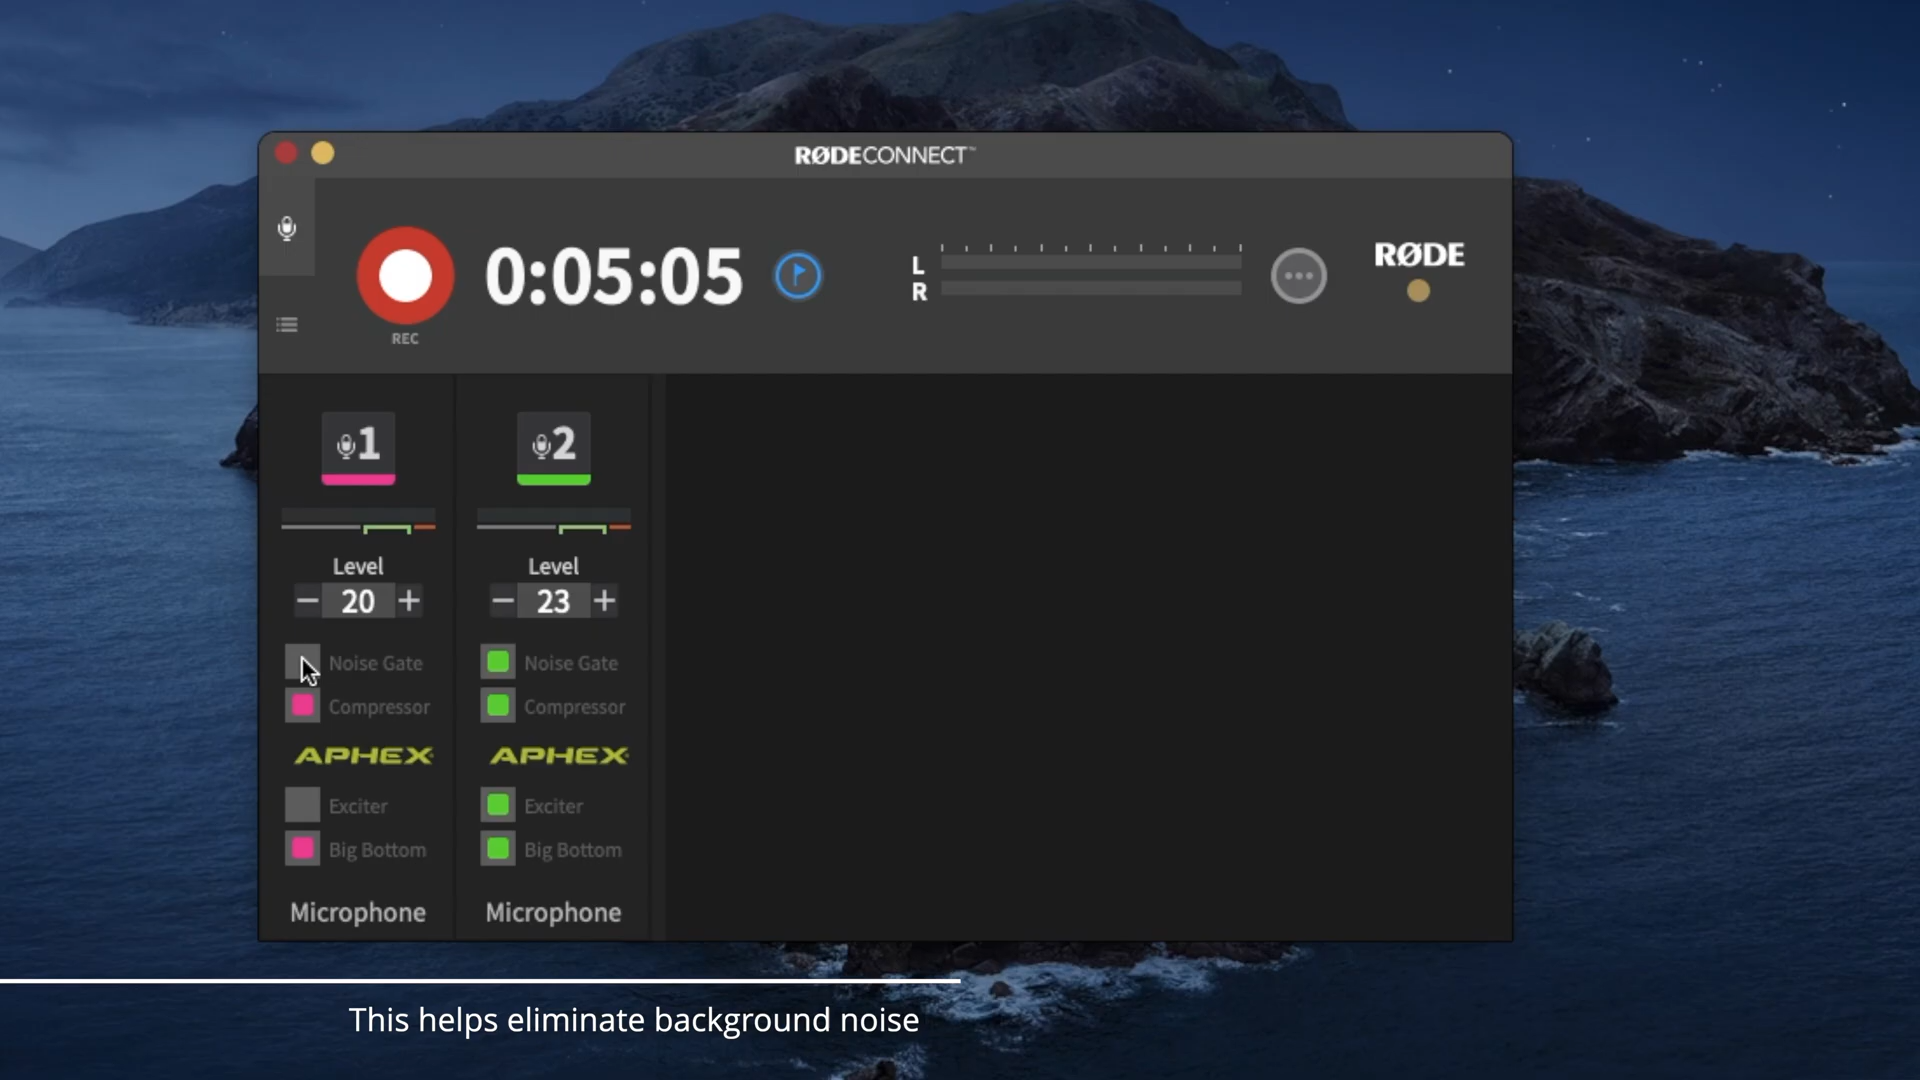 RØDECONNECT™
REC
0:05:05
L
R
RØDE
1
2
Level
Level
20
23
Noise Gate
Noise Gate
Compressor
Compressor
APHEX
APHEX
Exciter
Exciter
Big Bottom
Big Bottom
Microphone
Microphone
This helps eliminate background noise